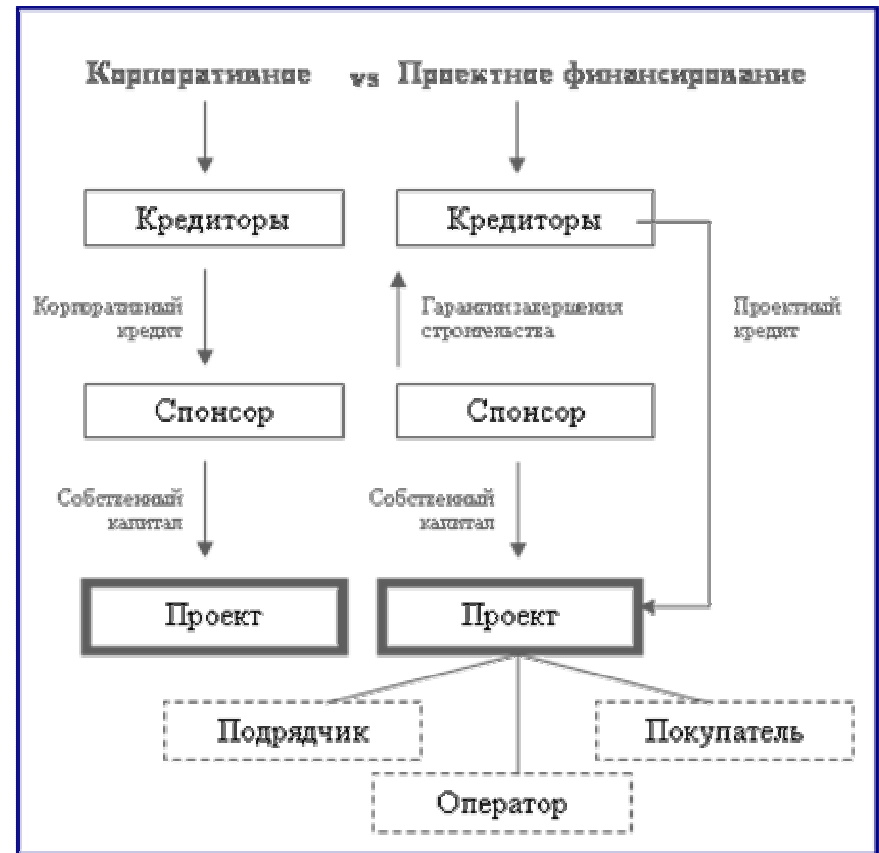 Корпоративное vs Проектное финансирование
Кредиторы
Кредиторы
Корпоративный
кредит
Гарантии завершения
строительства
Проектный
кредит
Спонсор
Спонсор
Собственный
капитал
Собственный
капитал
Проект
Проект
Подрядчик
Покупатель
Оператор